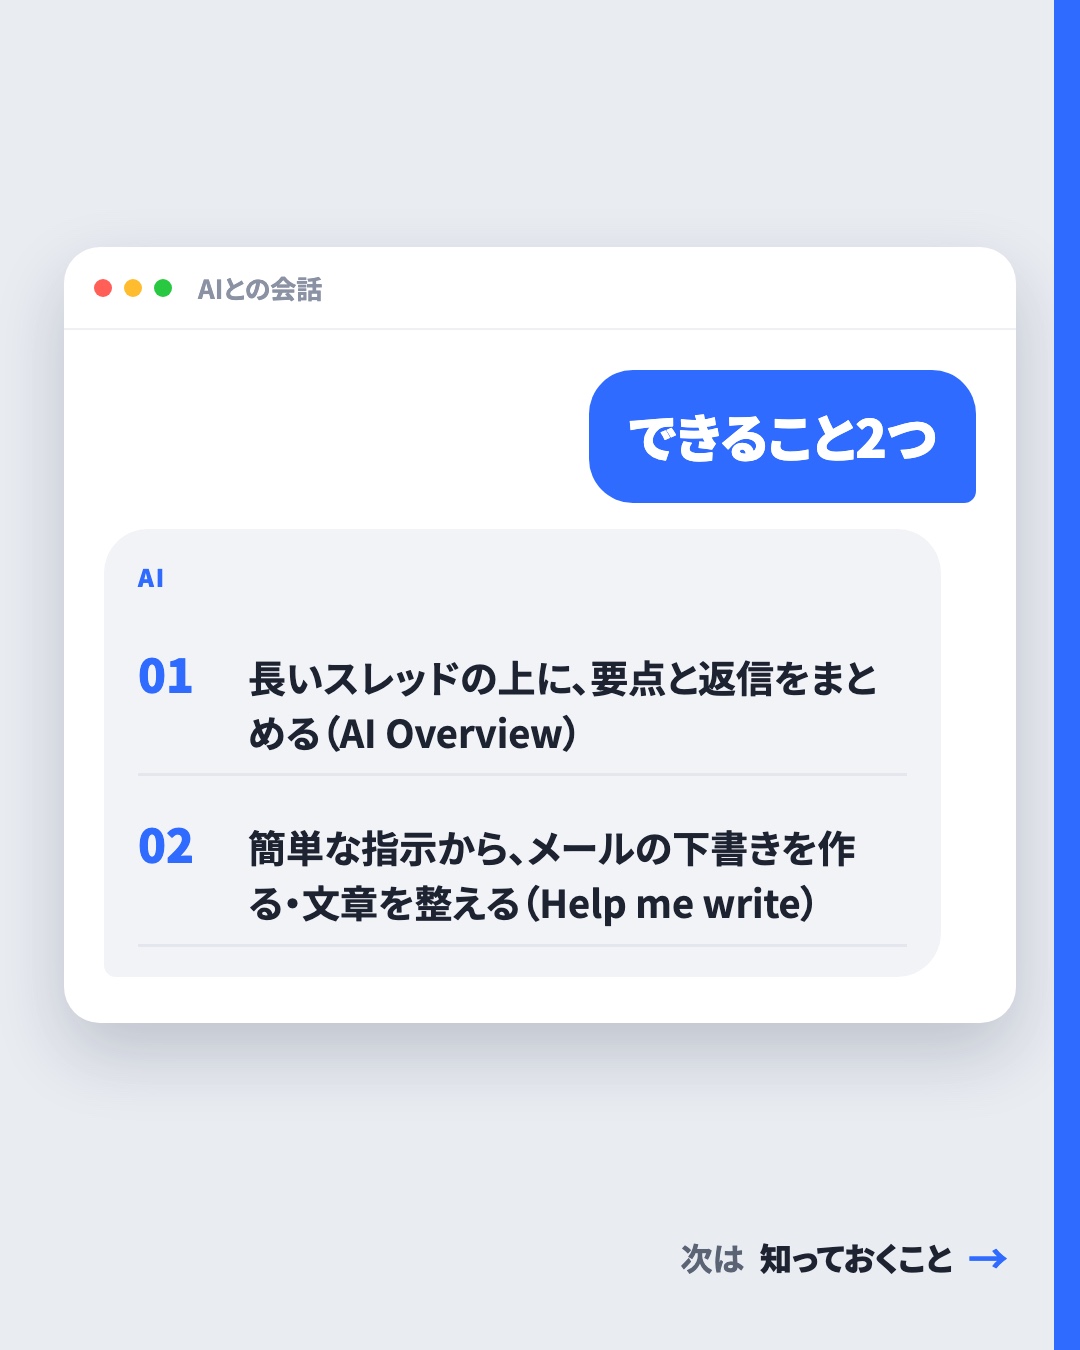 AIとの会話
できること2つ
AI
01 長いスレッドの上に、要点と返信をまと
める（AI Overview）
02 簡単な指示から、メールの下書きを作
る・文章を整える（Help me write）
次は 知っておくこと →